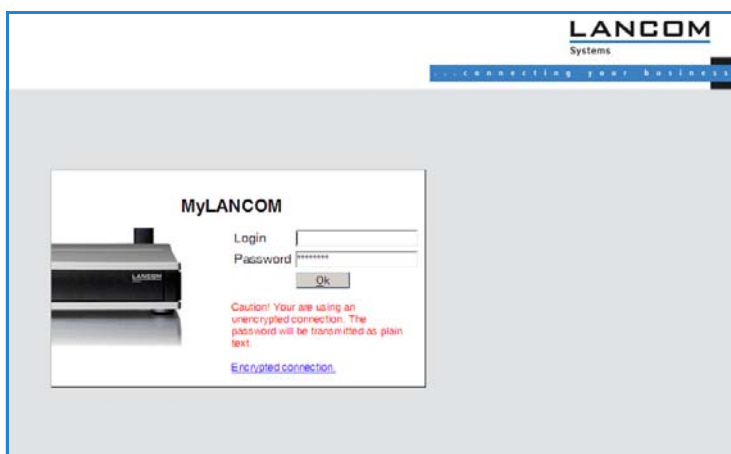 LANCOM
Systems
...connecting your business
MyLANCOM
Login
Password ********
Ok
Caution! Your are using an
unencrypted connection. The
password will be transmitted as plain
text.
Encrypted connection.
LANCOM